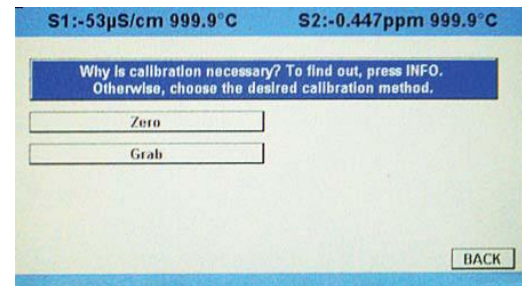 S1:-53µS/cm 999.9°C S2:-0.447ppm 999.9°C
Why is calibration necessary? To find out, press INFO.
Otherwise, choose the desired calibration method.
Zero
Grab
BACK